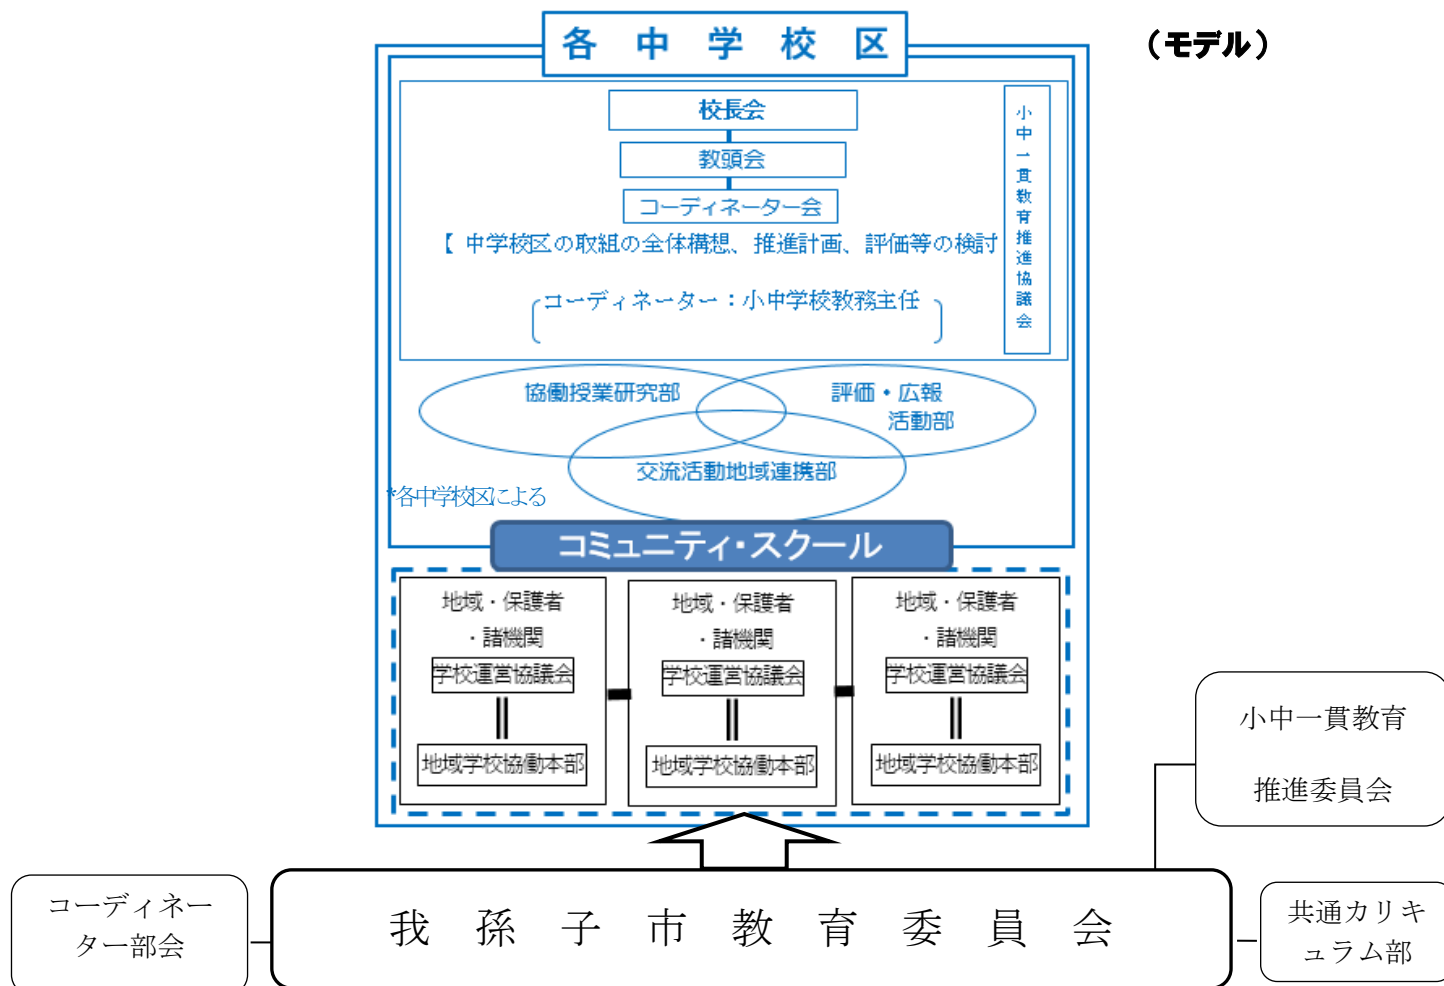 各中学校区
（モデル）
校長会
教頭会
コーディネーター会
【 中学校区の取組の全体構想、推進計画、評価等の検討
コーディネーター：小中学校教務主任
小中一貫教育推進協議会
協働授業研究部
評価・広報
活動部
交流活動地域連携部
*各中学校区による
コミュニティ・スクール
地域・保護者
・諸機関
学校運営協議会
地域学校協働本部
地域・保護者
・諸機関
学校運営協議会
地域学校協働本部
地域・保護者
・諸機関
学校運営協議会
地域学校協働本部
小中一貫教育
推進委員会
コーディネー
ター部会
我孫子市教育委員会
共通カリキ
ュラム部